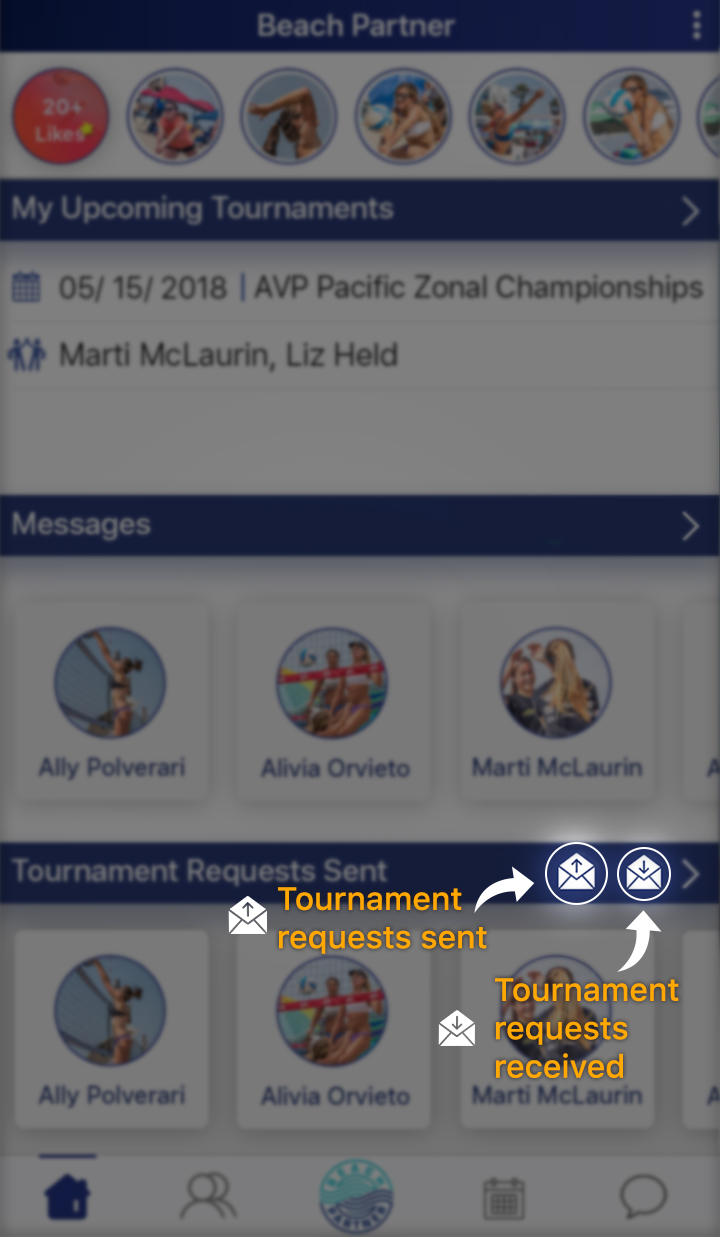 Beach Partner
20+
Likes
My Upcoming Tournaments
05/ 15/ 2018 | AVP Pacific Zonal Championships
Marti McLaurin, Liz Held
Messages
Ally Polverari
Alivia Orvieto
Marti McLaurin
A
Tournament Requests Sent
Tournament
requests sent
Tournament
requests
received
Ally Polverari
Alivia Orvieto
Marti McLaurin
A
BEACH
PARTNER